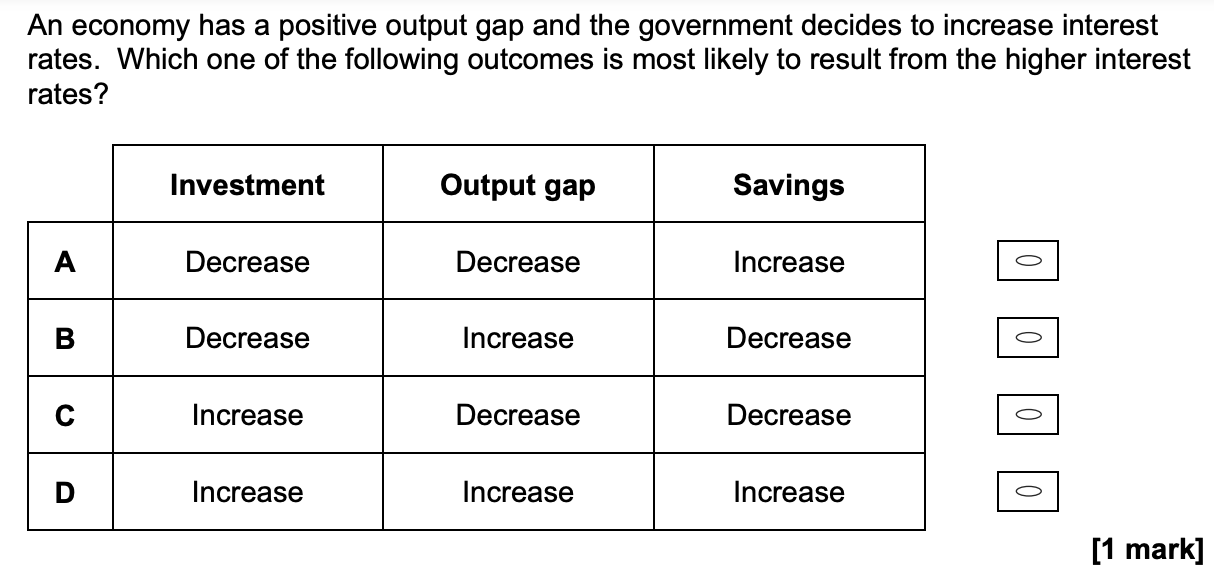 An economy has a positive output gap and the government decides to increase interest
rates.  Which one of the following outcomes is most likely to result from the higher interest
rates?
Investment Output gap Savings
A Decrease Decrease Increase
B Decrease Increase Decrease
C Increase Decrease Decrease
D Increase Increase Increase
[1 mark]